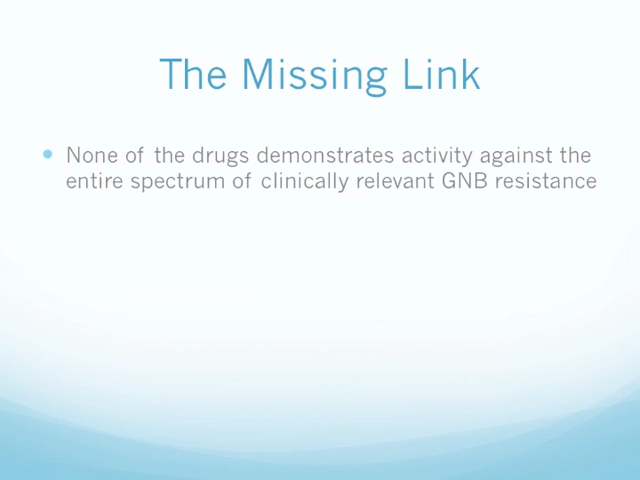 The Missing Link
• None of the drugs demonstrates activity against the
entire spectrum of clinically relevant GNB resistance